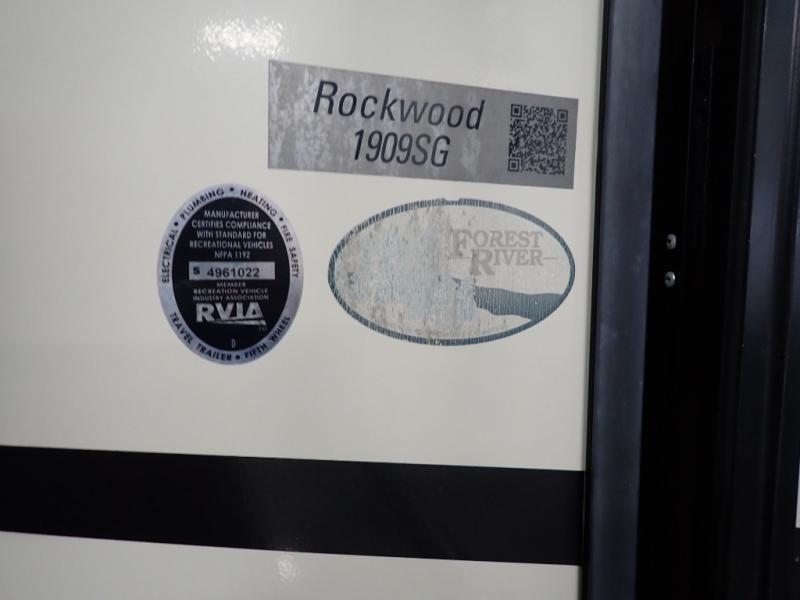 Rockwood
1909SG
ELECTRICAL • PLUMBING • HEATING • FIRE SAFETY
MANUFACTURER
CERTIFIES COMPLIANCE
WITH STANDARD FOR
RECREATIONAL VEHICLES
NFPA 1192
S 4961022
MEMBER
RECREATION VEHICLE
INDUSTRY ASSOCIATION
RVIA
D
TRAVEL TRAILER • FIFTH WHEEL
FOREST
RIVER